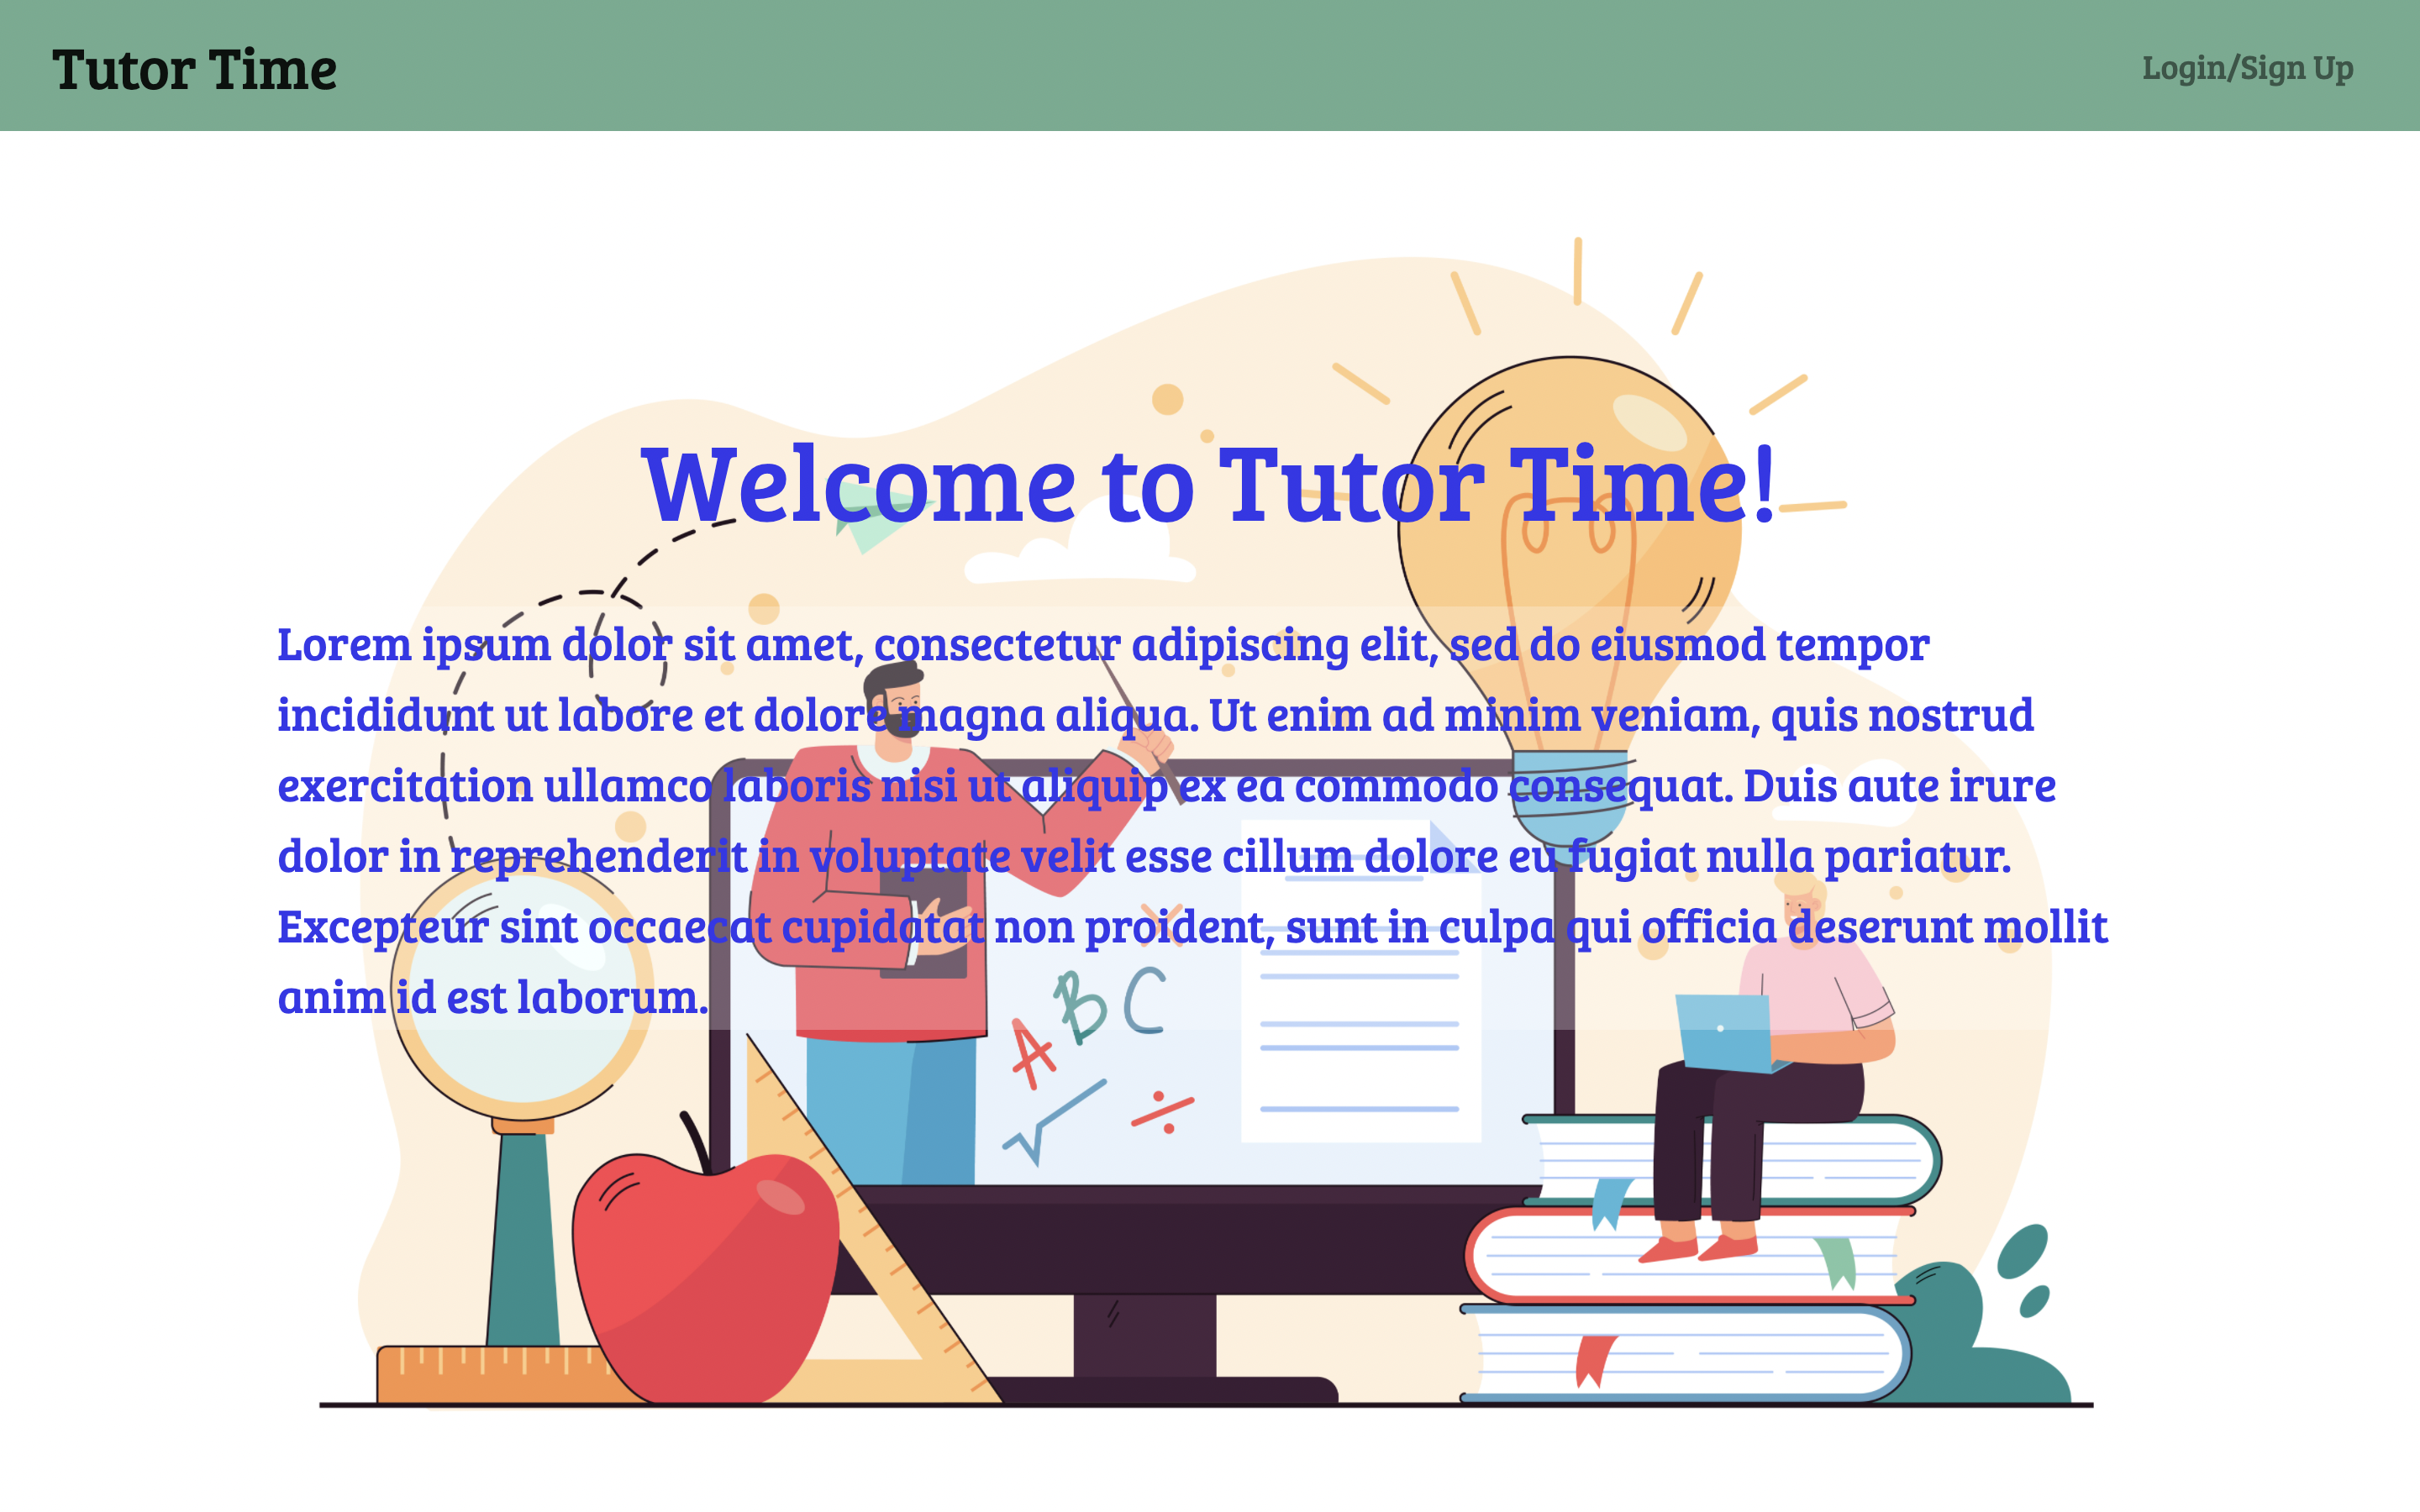 Tutor Time
Login/Sign Up
Welcome to Tutor Time!
Lorem ipsum dolor sit amet, consectetur adipiscing elit, sed do eiusmod tempor
incididunt ut labore et dolore magna aliqua. Ut enim ad minim veniam, quis nostrud
exercitation ullamco laboris nisi ut aliquip ex ea commodo consequat. Duis aute irure
dolor in reprehenderit in voluptate velit esse cillum dolore eu fugiat nulla pariatur.
Excepteur sint occaecat cupidatat non proident, sunt in culpa qui officia deserunt mollit
anim id est laborum.
A B C